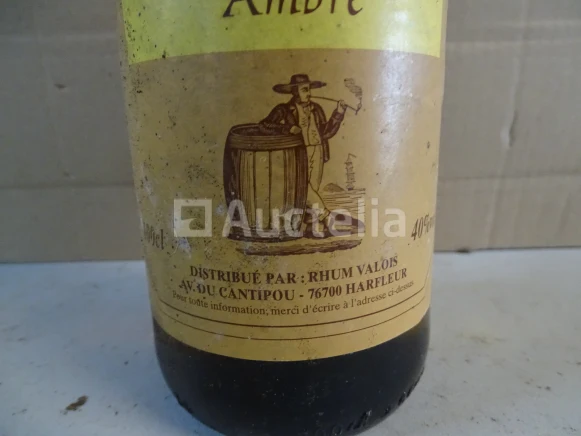 Ambré
Auctelia
40%
DISTRIBUÉ PAR : RHUM VALOIS
AV. DU CANTIPOU - 76700 HARFLEUR
Pour toute information, merci d'écrire à l'adresse ci-dessus